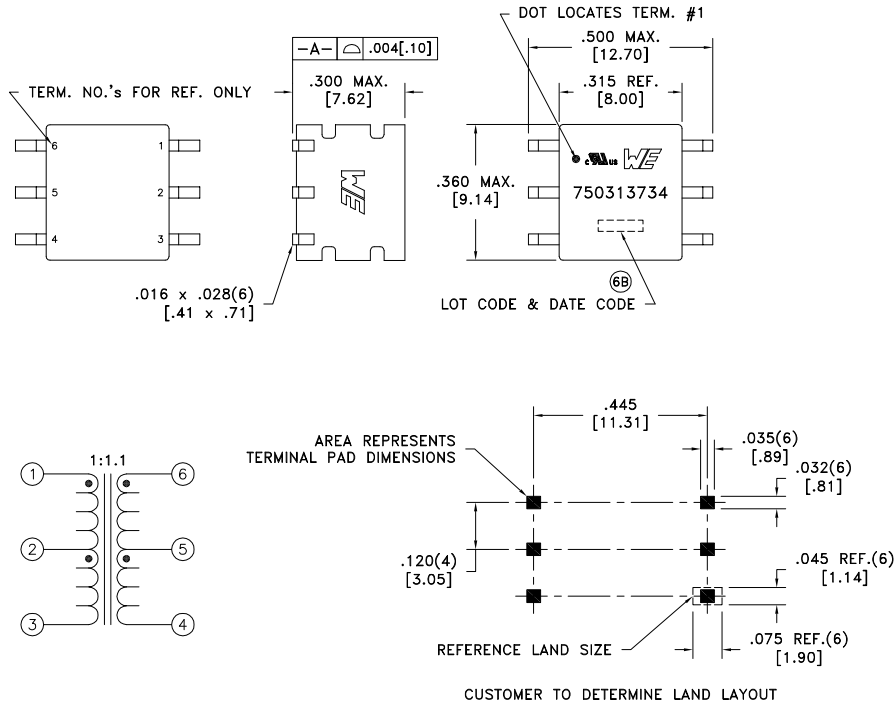 DOT LOCATES TERM. #1
-A- .004[.10]
.500 MAX.
[12.70]
.300 MAX.
[7.62]
.315 REF.
[8.00]
TERM. NO.'s FOR REF. ONLY
6 1
5 2
4 3
WE
c UL us WE
750313734
.360 MAX.
[9.14]
6B
.016 x .028(6)
[.41 x .71]
LOT CODE & DATE CODE
.445
[11.31]
AREA REPRESENTS
TERMINAL PAD DIMENSIONS
.035(6)
[.89]
.032(6)
[.81]
1:1.1
1 6
2 5
3 4
.120(4)
[3.05]
.045 REF.(6)
[1.14]
REFERENCE LAND SIZE
.075 REF.(6)
[1.90]
CUSTOMER TO DETERMINE LAND LAYOUT